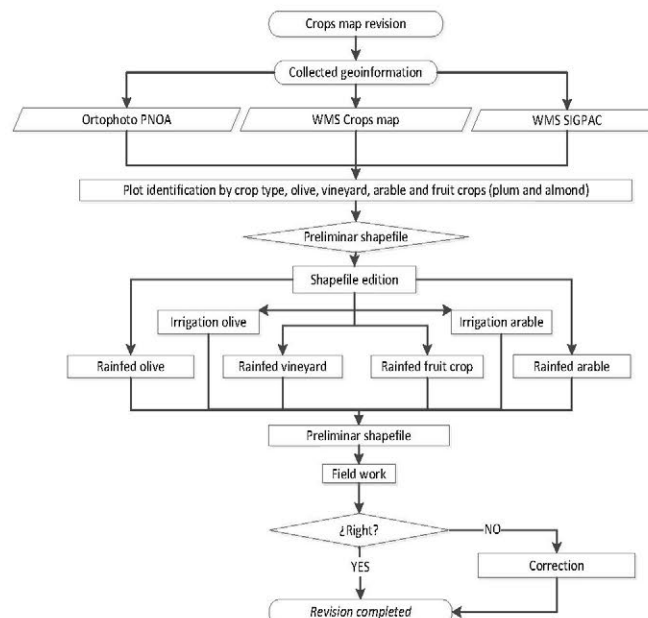 Crops map revision
Collected geoinformation
Ortophoto PNOA
WMS Crops map
WMS SIGPAC
Plot identification by crop type, olive, vineyard, arable and fruit crops (plum and almond)
Preliminar shapefile
Shapefile edition
Irrigation olive
Irrigation arable
Rainfed olive
Rainfed vineyard
Rainfed fruit crop
Rainfed arable
Preliminar shapefile
Field work
¿Right?
NO
YES
Correction
Revision completed